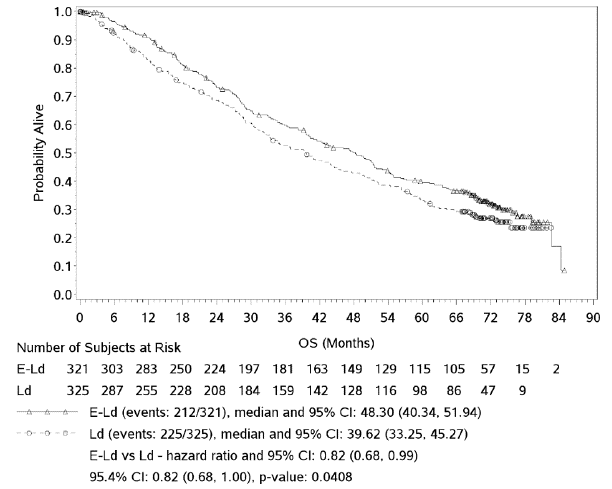 1.0
0.9
0.8
0.7
0.6
0.5
0.4
0.3
0.2
0.1
0.0
Probability Alive
0 6 12 18 24 30 36 42 48 54 60 66 72 78 84 90
OS (Months)
Number of Subjects at Risk
E-Ld 321 303 283 250 224 197 181 163 149 129 115 105 57 15 2
Ld 325 287 255 228 208 184 159 142 128 116 98 86 47 9
E-Ld (events: 212/321), median and 95% CI: 48.30 (40.34, 51.94)
Ld (events: 225/325), median and 95% CI: 39.62 (33.25, 45.27)
E-Ld vs Ld - hazard ratio and 95% CI: 0.82 (0.68, 0.99)
95.4% CI: 0.82 (0.68, 1.00), p-value: 0.0408